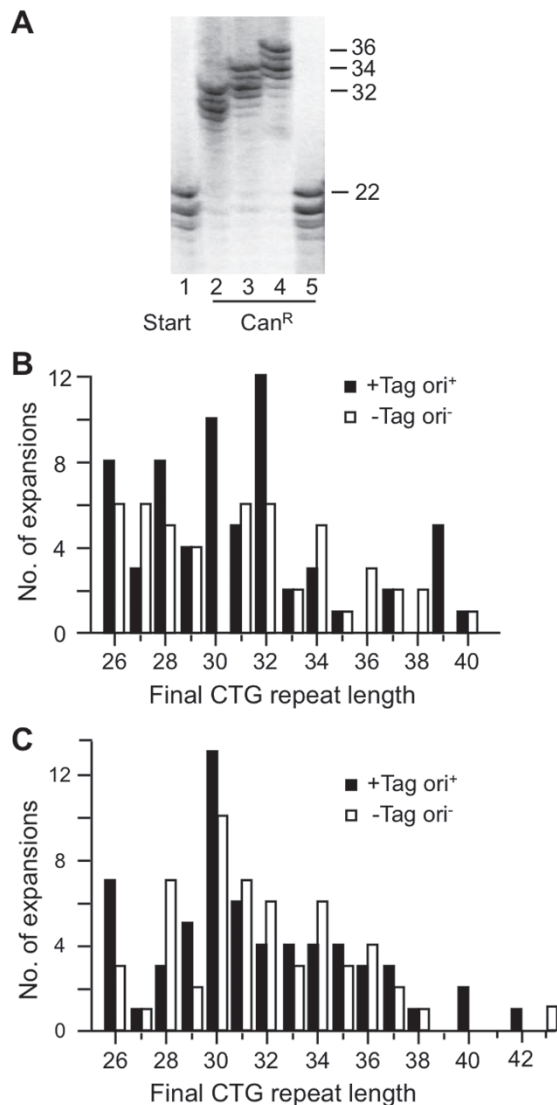 A
36
34
32
22
1 2 3 4 5
Start Canᴿ
B
12
8
4
0
No. of expansions
+Tag ori⁺
-Tag ori⁻
26 28 30 32 34 36 38 40
Final CTG repeat length
C
12
8
4
0
No. of expansions
+Tag ori⁺
-Tag ori⁻
26 28 30 32 34 36 38 40 42
Final CTG repeat length